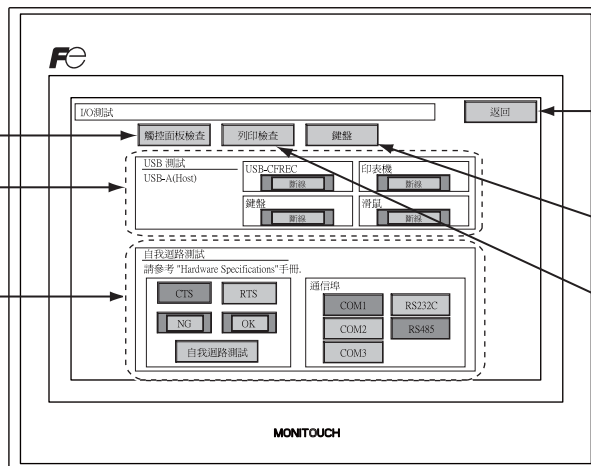 Fe
I/O測試
返回
觸控面板檢查
列印檢查
鍵盤
USB 測試
USB-A(Host)
USB-CFREC
斷線
印表機
斷線
鍵盤
斷線
滑鼠
斷線
自我迴路測試
請參考 "Hardware Specifications"手冊.
CTS
RTS
NG
OK
自我迴路測試
通信埠
COM1
RS232C
COM2
RS485
COM3
MONITOUCH